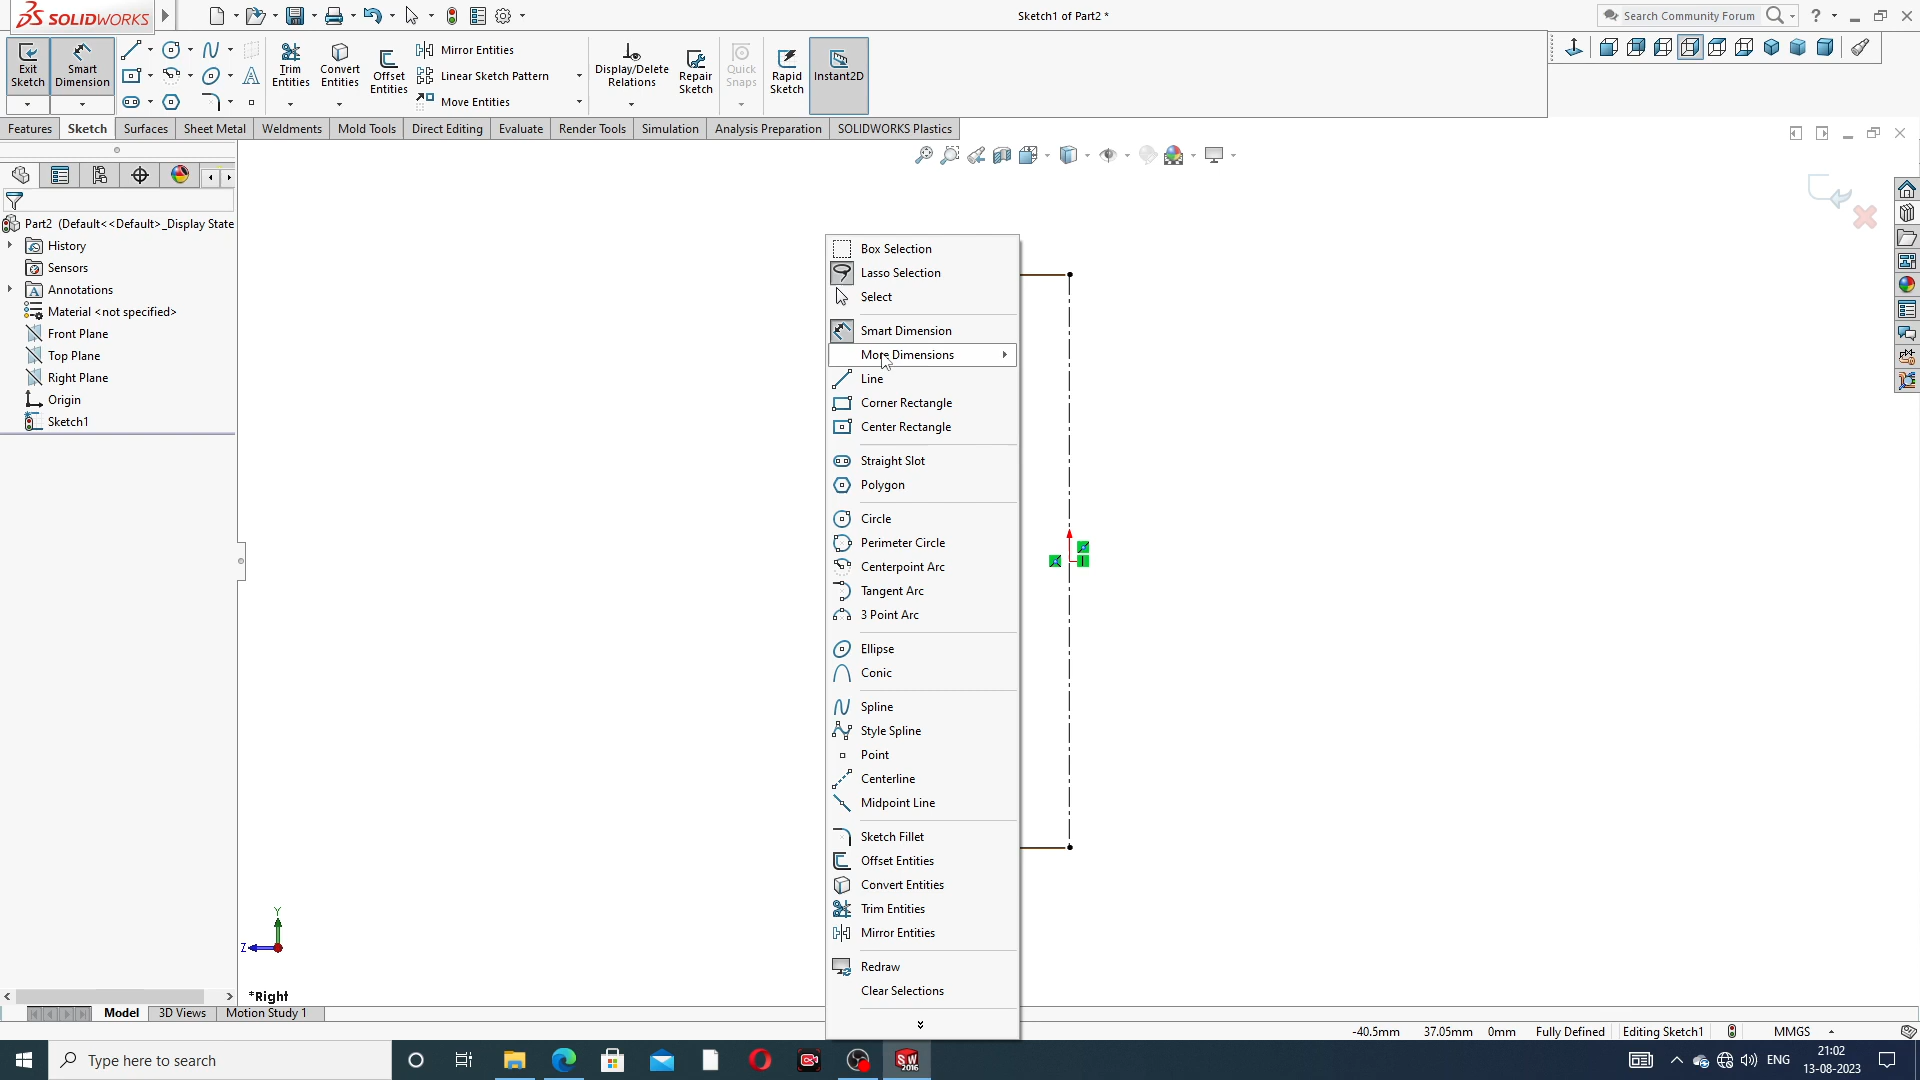 SOLIDWORKS
Sketch1 of Part2 *
Search Community Forum
Exit Sketch
Smart Dimension
Trim Entities
Convert Entities
Offset Entities
Mirror Entities
Linear Sketch Pattern
Move Entities
Display/Delete Relations
Repair Sketch
Quick Snaps
Rapid Sketch
Instant2D
Features
Sketch
Surfaces
Sheet Metal
Weldments
Mold Tools
Direct Editing
Evaluate
Render Tools
Simulation
Analysis Preparation
SOLIDWORKS Plastics
Part2 (Default<<Default>_Display State
History
Sensors
Annotations
Material <not specified>
Front Plane
Top Plane
Right Plane
Origin
Sketch1
Box Selection
Lasso Selection
Select
Smart Dimension
More Dimensions
Line
Corner Rectangle
Center Rectangle
Straight Slot
Polygon
Circle
Perimeter Circle
Centerpoint Arc
Tangent Arc
3 Point Arc
Ellipse
Conic
Spline
Style Spline
Point
Centerline
Midpoint Line
Sketch Fillet
Offset Entities
Convert Entities
Trim Entities
Mirror Entities
Redraw
Clear Selections
Y
Z
*Right
Model
3D Views
Motion Study 1
-40.5mm
37.05mm
0mm
Fully Defined
Editing Sketch1
MMGS
Type here to search
SW
2016
ENG
21:02
13-08-2023